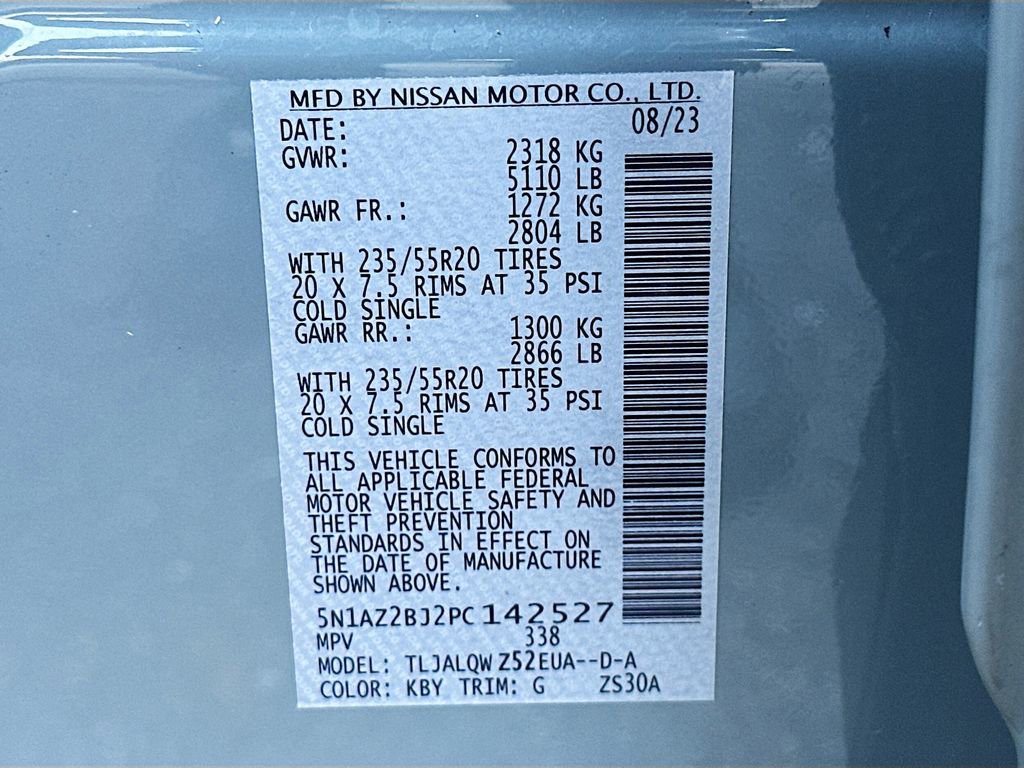 MFD BY NISSAN MOTOR CO., LTD.
DATE: 08/23
GVWR: 2318 KG
5110 LB
GAWR FR.: 1272 KG
2804 LB
WITH 235/55R20 TIRES
20 X 7.5 RIMS AT 35 PSI
COLD SINGLE
GAWR RR.: 1300 KG
2866 LB
WITH 235/55R20 TIRES
20 X 7.5 RIMS AT 35 PSI
COLD SINGLE
THIS VEHICLE CONFORMS TO
ALL APPLICABLE FEDERAL
MOTOR VEHICLE SAFETY AND
THEFT PREVENTION
STANDARDS IN EFFECT ON
THE DATE OF MANUFACTURE
SHOWN ABOVE.
5N1AZ2BJ2PC142527
MPV 338
MODEL: TLJALQWZ52EUA--D-A
COLOR: KBY TRIM: G ZS30A